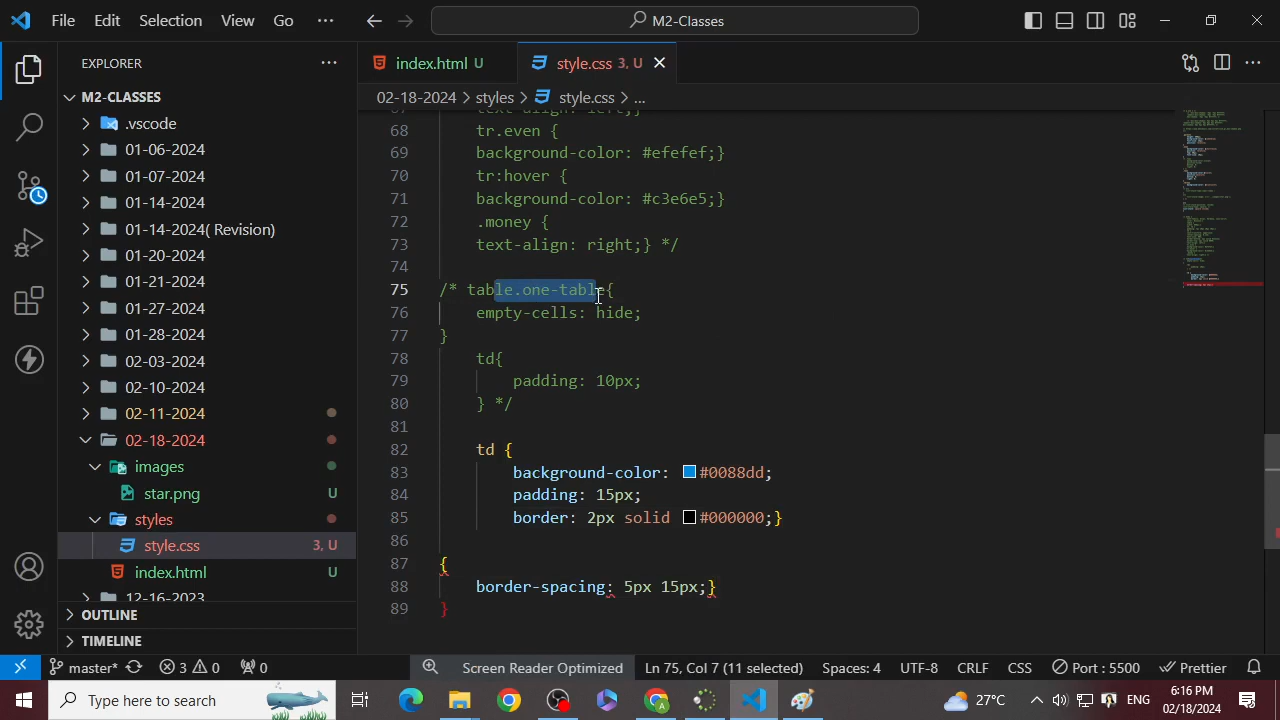 File Edit Selection View Go ··· M2-Classes
EXPLORER ···
M2-CLASSES
.vscode
01-06-2024
01-07-2024
01-14-2024
01-14-2024( Revision)
01-20-2024
01-21-2024
01-27-2024
01-28-2024
02-03-2024
02-10-2024
02-11-2024
02-18-2024
images
star.png U
styles
style.css 3, U
index.html U
12-16-2023
OUTLINE
TIMELINE
index.html U style.css 3, U
02-18-2024 > styles > style.css > ...
67 text-align: left;}
68 tr.even {
69 background-color: #efefef;}
70 tr:hover {
71 background-color: #c3e6e5;}
72 .money {
73 text-align: right;} */
74
75 /* table.one-table{
76 empty-cells: hide;
77 }
78 td{
79 padding: 10px;
80 } */
81
82 td {
83 background-color: #0088dd;
84 padding: 15px;
85 border: 2px solid #000000;}
86
87 {
88 border-spacing: 5px 15px;}
89 }
master* 3 0 0 Screen Reader Optimized Ln 75, Col 7 (11 selected) Spaces: 4 UTF-8 CRLF CSS Port : 5500 Prettier
Type here to search 27°C ENG
6:16 PM
02/18/2024